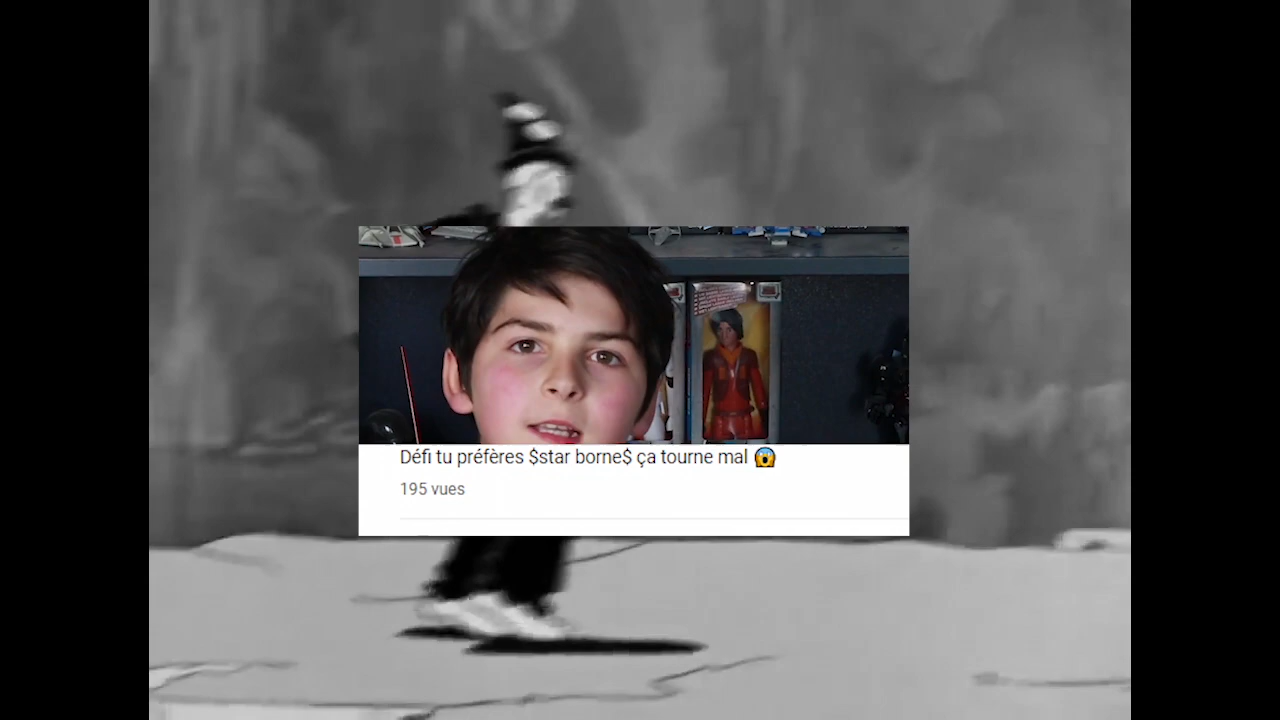 Défi tu préfères $star borne$ ça tourne mal 😱
195 vues